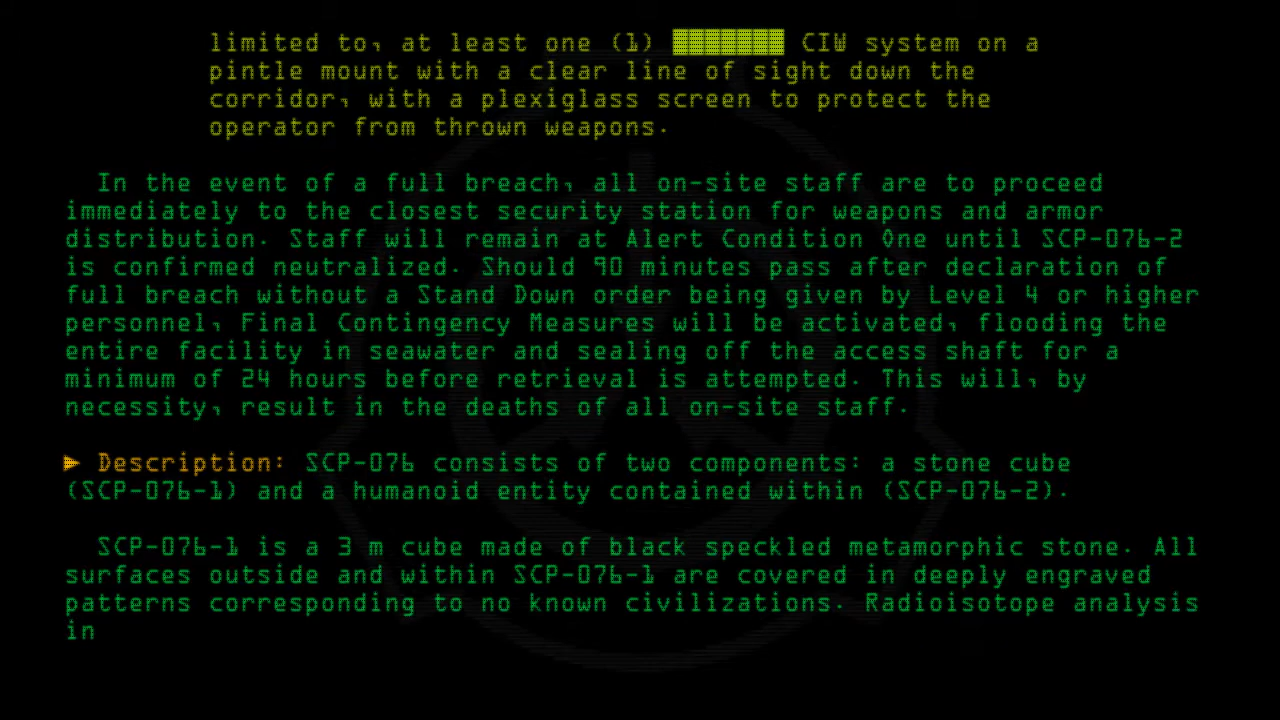 limited to, at least one (1) ███████ CIW system on a
pintle mount with a clear line of sight down the
corridor, with a plexiglass screen to protect the
operator from thrown weapons.
In the event of a full breach, all on-site staff are to proceed
immediately to the closest security station for weapons and armor
distribution. Staff will remain at Alert Condition One until SCP-076-2
is confirmed neutralized. Should 90 minutes pass after declaration of
full breach without a Stand Down order being given by Level 4 or higher
personnel, Final Contingency Measures will be activated, flooding the
entire facility in seawater and sealing off the access shaft for a
minimum of 24 hours before retrieval is attempted. This will, by
necessity, result in the deaths of all on-site staff.
► Description: SCP-076 consists of two components: a stone cube
(SCP-076-1) and a humanoid entity contained within (SCP-076-2).
SCP-076-1 is a 3 m cube made of black speckled metamorphic stone. All
surfaces outside and within SCP-076-1 are covered in deeply engraved
patterns corresponding to no known civilizations. Radioisotope analysis
in